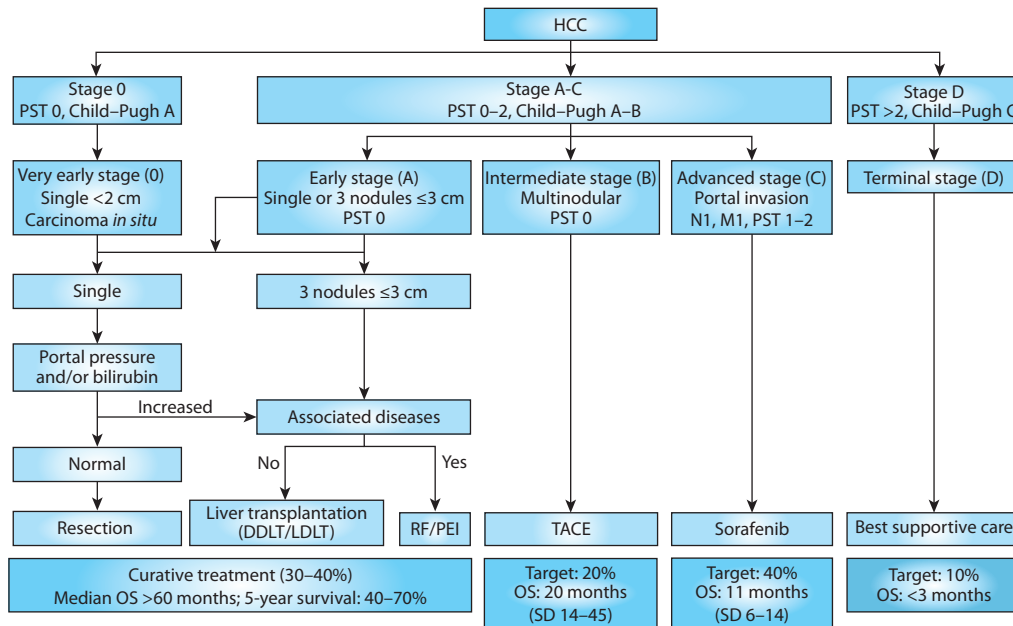 HCC
Stage 0
PST 0, Child–Pugh A
Stage A-C
PST 0–2, Child–Pugh A–B
Stage D
PST >2, Child–Pugh C
Very early stage (0)
Single <2 cm
Carcinoma in situ
Early stage (A)
Single or 3 nodules ≤3 cm
PST 0
Intermediate stage (B)
Multinodular
PST 0
Advanced stage (C)
Portal invasion
N1, M1, PST 1–2
Terminal stage (D)
Single
3 nodules ≤3 cm
Portal pressure
and/or bilirubin
Increased
Associated diseases
Normal
No
Yes
Resection
Liver transplantation
(DDLT/LDLT)
RF/PEI
TACE
Sorafenib
Best supportive care
Curative treatment (30–40%)
Median OS >60 months; 5-year survival: 40–70%
Target: 20%
OS: 20 months
(SD 14–45)
Target: 40%
OS: 11 months
(SD 6–14)
Target: 10%
OS: <3 months